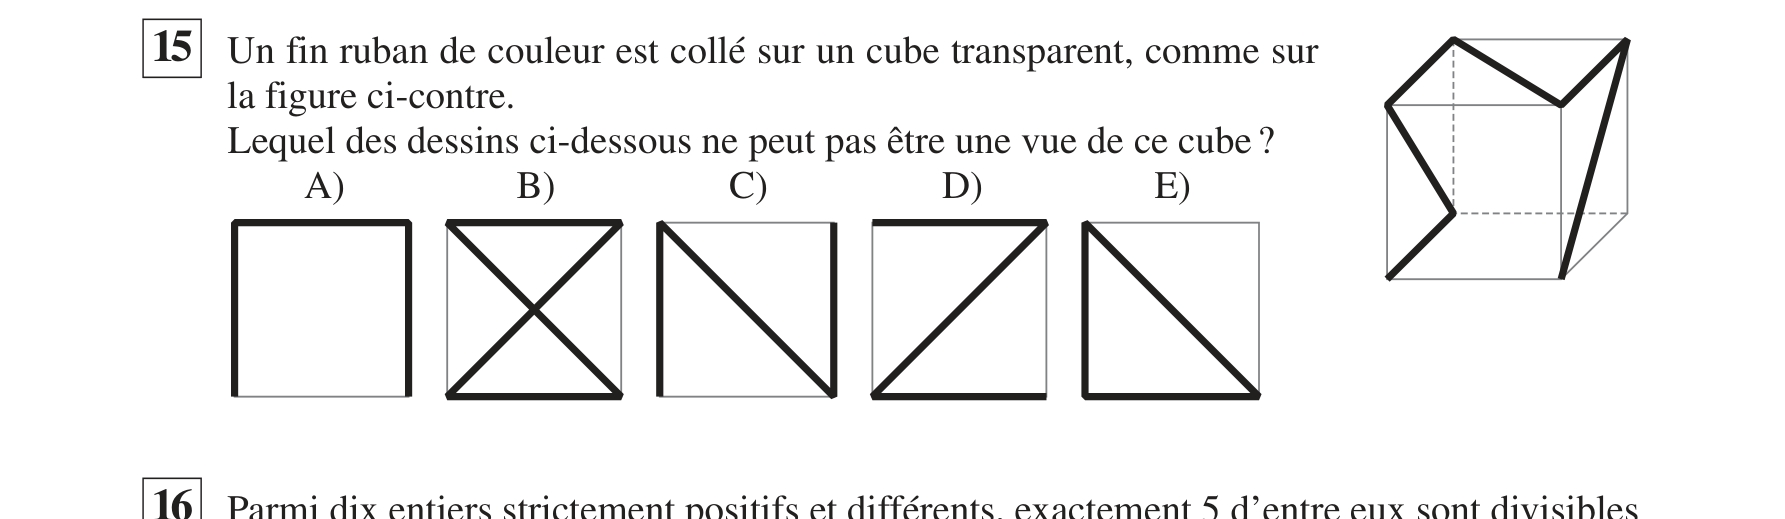 15 Un fin ruban de couleur est collé sur un cube transparent, comme sur
la figure ci-contre.
Lequel des dessins ci-dessous ne peut pas être une vue de ce cube ?
A) B) C) D) E)
16 Parmi dix entiers strictement positifs et différents, exactement 5 d’entre eux sont divisibles